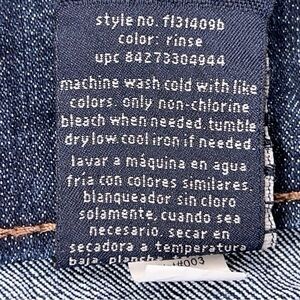 style no. fl31409b
color: rinse
upc 84273304944
machine wash cold with like
colors. only non-chlorine
bleach when needed. tumble
dry low. cool iron if needed.
lavar a máquina en agua
fria con colores similares.
blanqueador sin cloro
solamente, cuando sea
necesario. secar en
secadora a temperatura
baja. plancha
#003